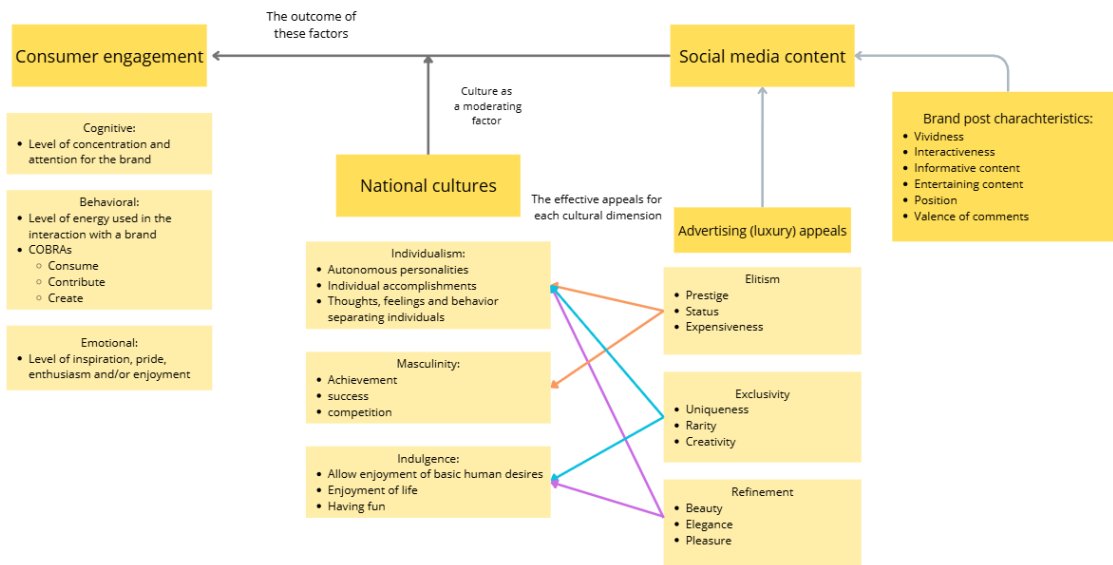 The outcome of
these factors
Consumer engagement
Social media content
Culture as
a moderating
factor
Brand post charachteristics:
• Vividness
• Interactiveness
• Informative content
• Entertaining content
• Position
• Valence of comments
Cognitive:
• Level of concentration and
attention for the brand
Behavioral:
• Level of energy used in the
interaction with a brand
• COBRAs
○ Consume
○ Contribute
○ Create
Emotional:
• Level of inspiration, pride,
enthusiasm and/or enjoyment
National cultures
The effective appeals for
each cultural dimension
Advertising (luxury) appeals
Individualism:
• Autonomous personalities
• Individual accomplishments
• Thoughts, feelings and behavior
separating individuals
Masculinity:
• Achievement
• success
• competition
Indulgence:
• Allow enjoyment of basic human desires
• Enjoyment of life
• Having fun
Elitism
• Prestige
• Status
• Expensiveness
Exclusivity
• Uniqueness
• Rarity
• Creativity
Refinement
• Beauty
• Elegance
• Pleasure